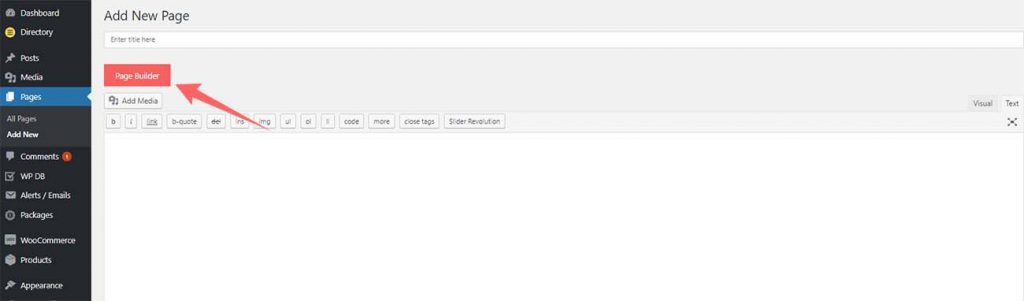 Dashboard
Directory
Posts
Media
Pages
All Pages
Add New
Comments 1
WP DB
Alerts / Emails
Packages
WooCommerce
Products
Appearance
Add New Page
Enter title here
Page Builder
Add Media
Visual Text
b i link b-quote del ins img ul ol li code more close tags Slider Revolution